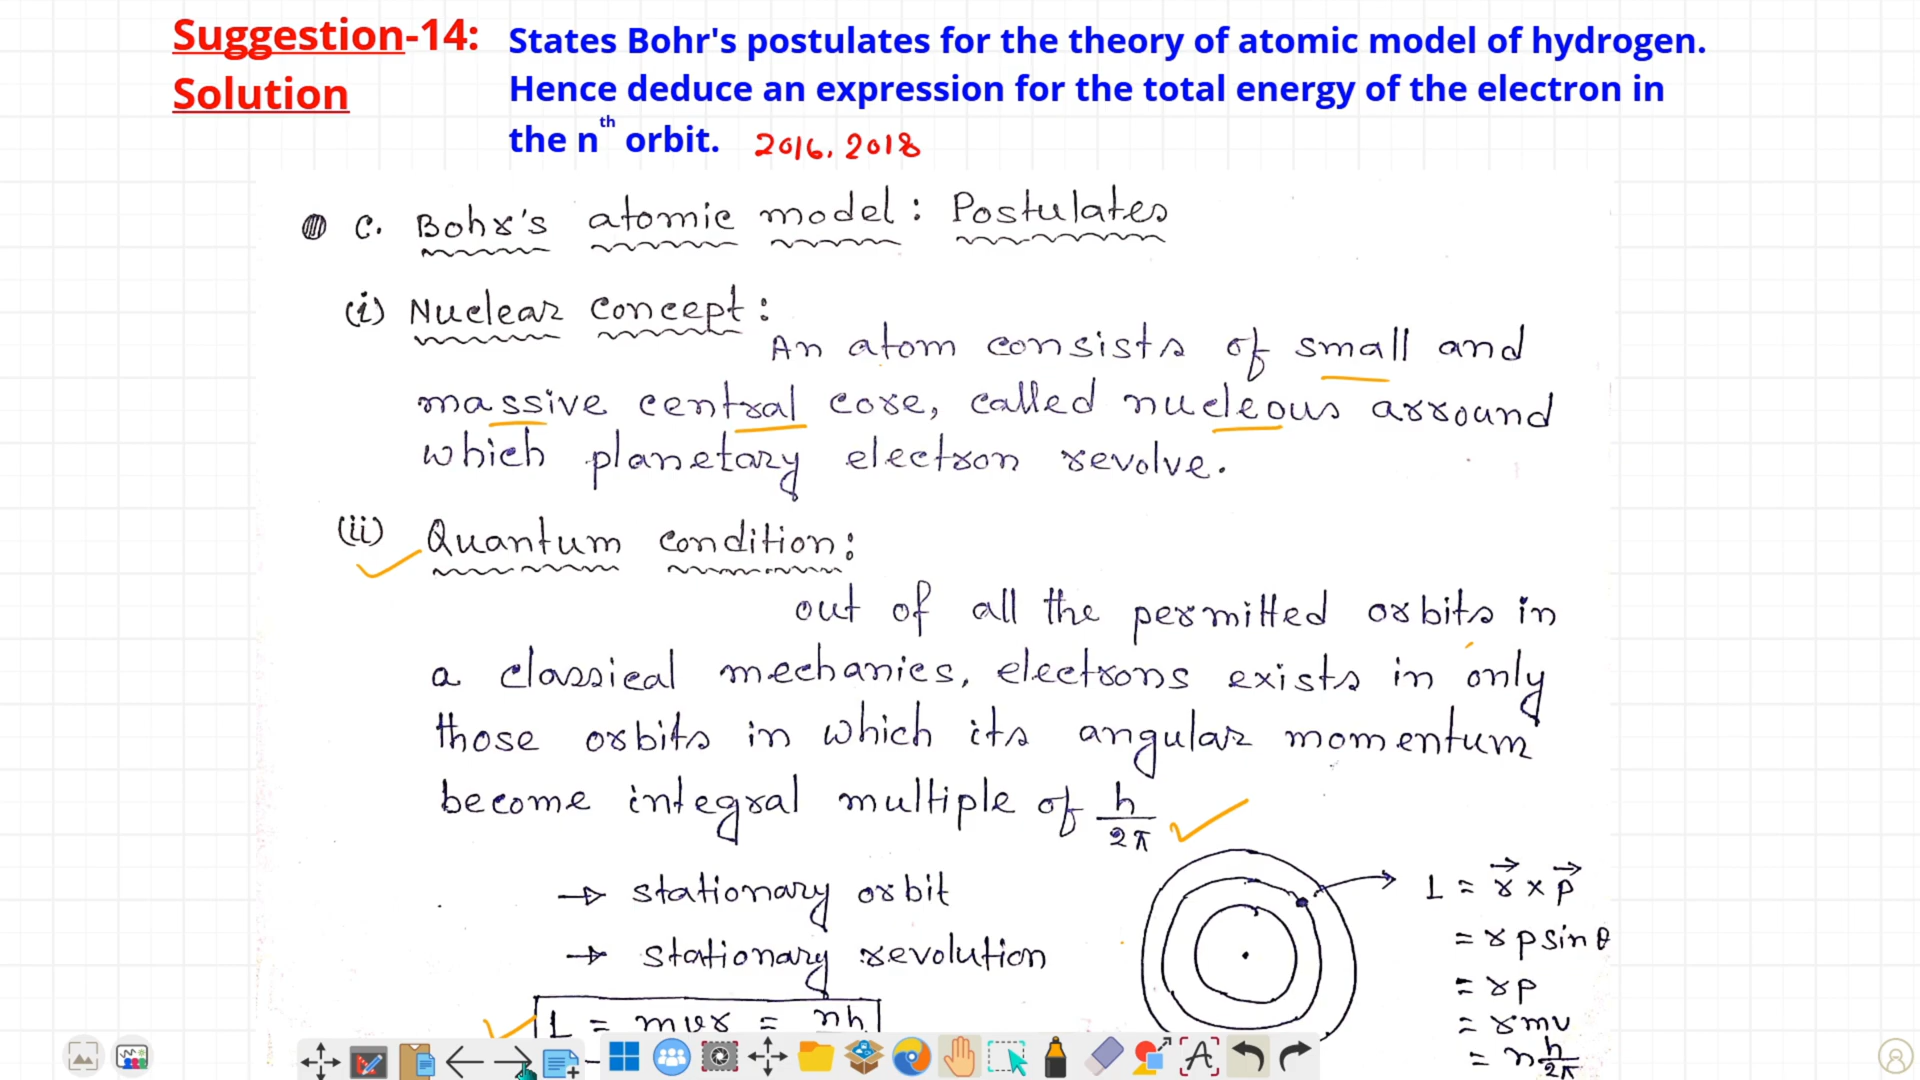 Suggestion-14:
Solution
States Bohr's postulates for the theory of atomic model of hydrogen.
Hence deduce an expression for the total energy of the electron in
the nth orbit. 2016, 2018
C. Bohr's atomic model: Postulates
(i) Nuclear concept:
An atom consists of small and
massive central core, called nucleous arround
which planetary electron revolve.
(ii) Quantum condition:
out of all the permitted orbits in
a classical mechanics, electrons exists in only
those orbits in which its angular momentum
become integral multiple of h/2π
→ stationary orbit
→ stationary revolution
L = mvr = nh
L = r⃗ × p⃗
= r p sin θ
= rp
= rmv
= n h/2π